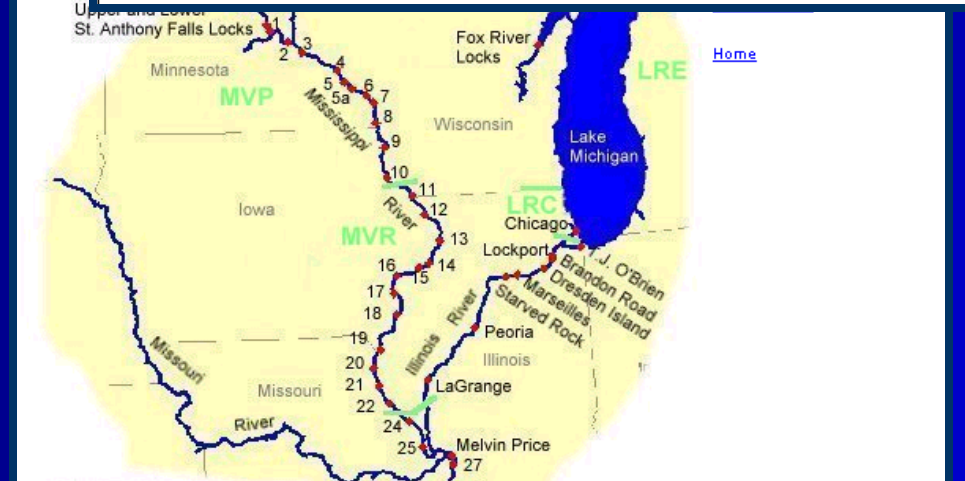 Upper and Lower
St. Anthony Falls Locks
1
2
3
Fox River
Locks
Home
Minnesota
4
5
5a
6
7
LRE
MVP
Mississippi
8
Wisconsin
9
Lake
Michigan
10
11
River
12
LRC
Chicago
Iowa
MVR
13
Lockport
T.J. O'Brien
Brandon Road
Dresden Island
Marseilles
Starved Rock
14
15
16
17
18
Illinois
River
Peoria
19
20
21
22
Illinois
LaGrange
Missouri
Missouri
River
24
25
Melvin Price
27